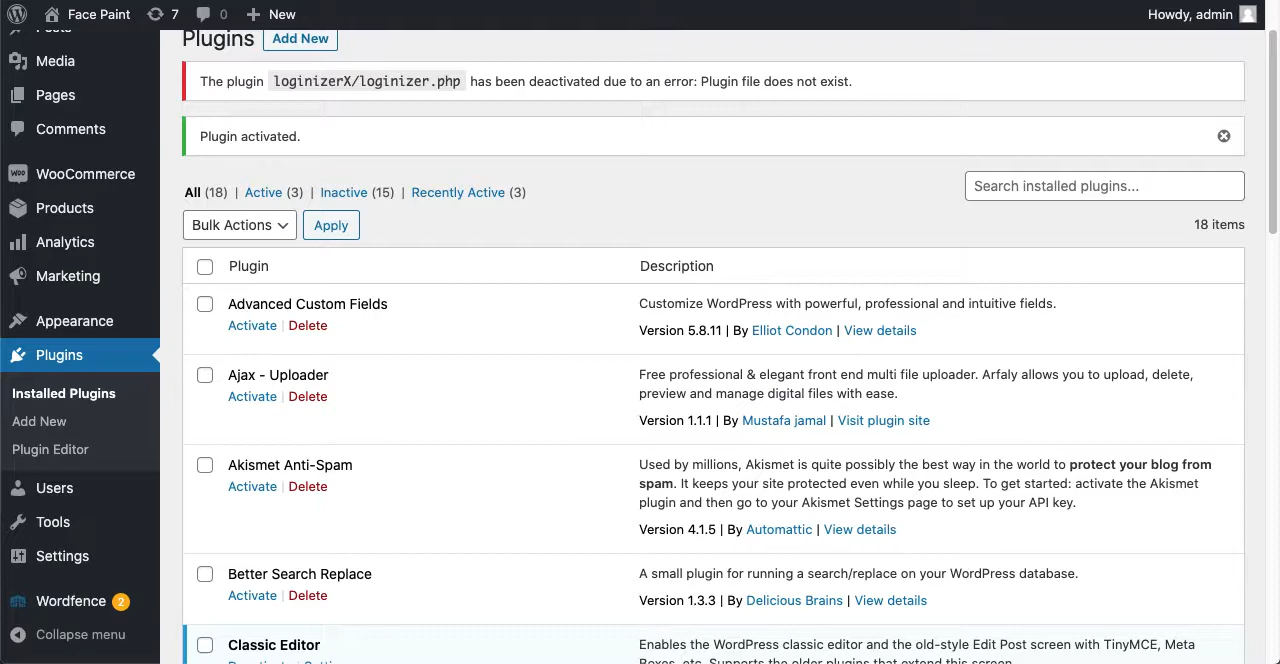 Face Paint 7 0 New Howdy, admin
Posts
Media
Pages
Comments
WooCommerce
Products
Analytics
Marketing
Appearance
Plugins
Installed Plugins
Add New
Plugin Editor
Users
Tools
Settings
Wordfence 2
Collapse menu
Plugins Add New
The plugin loginizerX/loginizer.php has been deactivated due to an error: Plugin file does not exist.
Plugin activated.
All (18) | Active (3) | Inactive (15) | Recently Active (3)
Search installed plugins...
Bulk Actions Apply
18 items
Plugin Description
Advanced Custom Fields
Activate | Delete
Customize WordPress with powerful, professional and intuitive fields.
Version 5.8.11 | By Elliot Condon | View details
Ajax - Uploader
Activate | Delete
Free professional & elegant front end multi file uploader. Arfaly allows you to upload, delete,
preview and manage digital files with ease.
Version 1.1.1 | By Mustafa jamal | Visit plugin site
Akismet Anti-Spam
Activate | Delete
Used by millions, Akismet is quite possibly the best way in the world to protect your blog from
spam. It keeps your site protected even while you sleep. To get started: activate the Akismet
plugin and then go to your Akismet Settings page to set up your API key.
Version 4.1.5 | By Automattic | View details
Better Search Replace
Activate | Delete
A small plugin for running a search/replace on your WordPress database.
Version 1.3.3 | By Delicious Brains | View details
Classic Editor
Enables the WordPress classic editor and the old-style Edit Post screen with TinyMCE, Meta
Boxes, etc. Supports the older plugins that extend this screen.